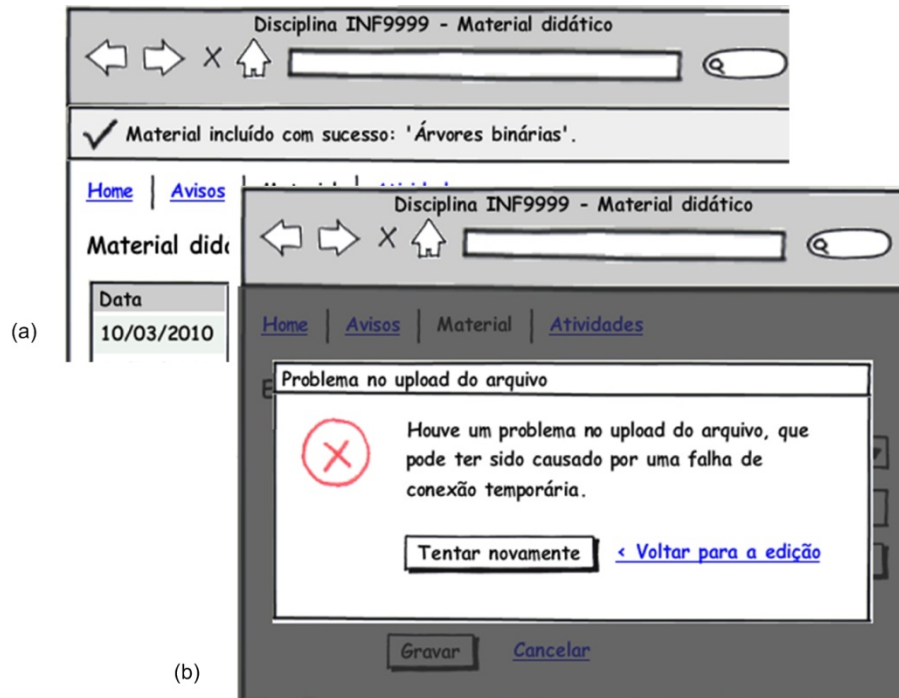 Disciplina INF9999 - Material didático
Material incluído com sucesso: 'Árvores binárias'.
Home | Avisos
Material
Data
10/03/2010
(a)
Disciplina INF9999 - Material didático
Home | Avisos | Material | Atividades
Problema no upload do arquivo
Houve um problema no upload do arquivo, que
pode ter sido causado por uma falha de
conexão temporária.
Tentar novamente < Voltar para a edição
Gravar Cancelar
(b)